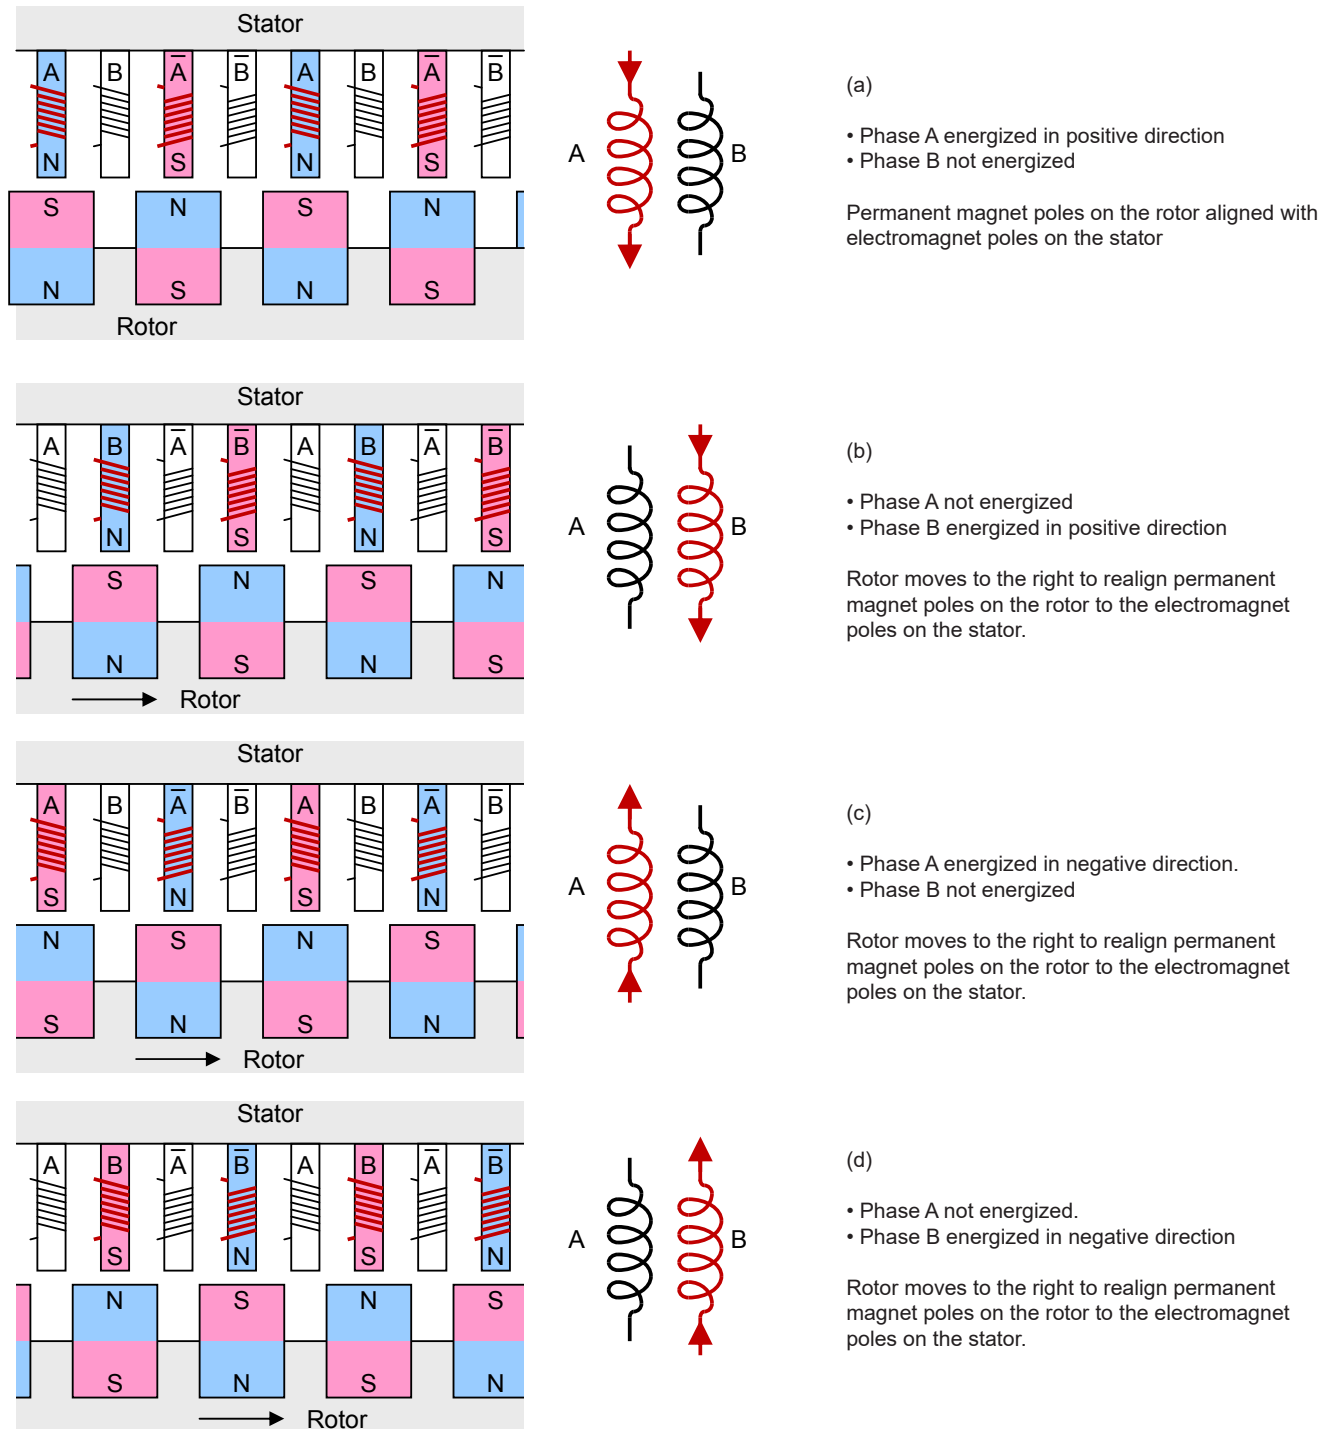 Stator
A B A̅ B̅ A B A̅ B̅
N S N S
S N S N
N S N S
Rotor
A B
(a)
• Phase A energized in positive direction
• Phase B not energized
Permanent magnet poles on the rotor aligned with
electromagnet poles on the stator
Stator
A B A̅ B̅ A B A̅ B̅
N S N S
S N S N
N S N S
Rotor
A B
(b)
• Phase A not energized
• Phase B energized in positive direction
Rotor moves to the right to realign permanent
magnet poles on the rotor to the electromagnet
poles on the stator.
Stator
A B A̅ B̅ A B A̅ B̅
S N S N
N S N S
S N S N
Rotor
A B
(c)
• Phase A energized in negative direction.
• Phase B not energized
Rotor moves to the right to realign permanent
magnet poles on the rotor to the electromagnet
poles on the stator.
Stator
A B A̅ B̅ A B A̅ B̅
S N S N
N S N S
S N S N
Rotor
A B
(d)
• Phase A not energized.
• Phase B energized in negative direction
Rotor moves to the right to realign permanent
magnet poles on the rotor to the electromagnet
poles on the stator.